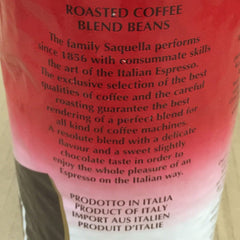 ROASTED COFFEE
BLEND BEANS
The family Saquella performs
since 1856 with consummate skills
the art of the Italian Espresso.
The exclusive selection of the best
qualities of coffee and the careful
roasting guarantee the best
rendering of a perfect blend for
all kind of coffee machines.
A resolute blend with a delicate
flavour and a sweet slightly
chocolate taste in order to
enjoy the whole pleasure of an
Espresso on the Italian way.
PRODOTTO IN ITALIA
PRODUCT OF ITALY
IMPORT AUS ITALIEN
PRODUIT D'ITALIE